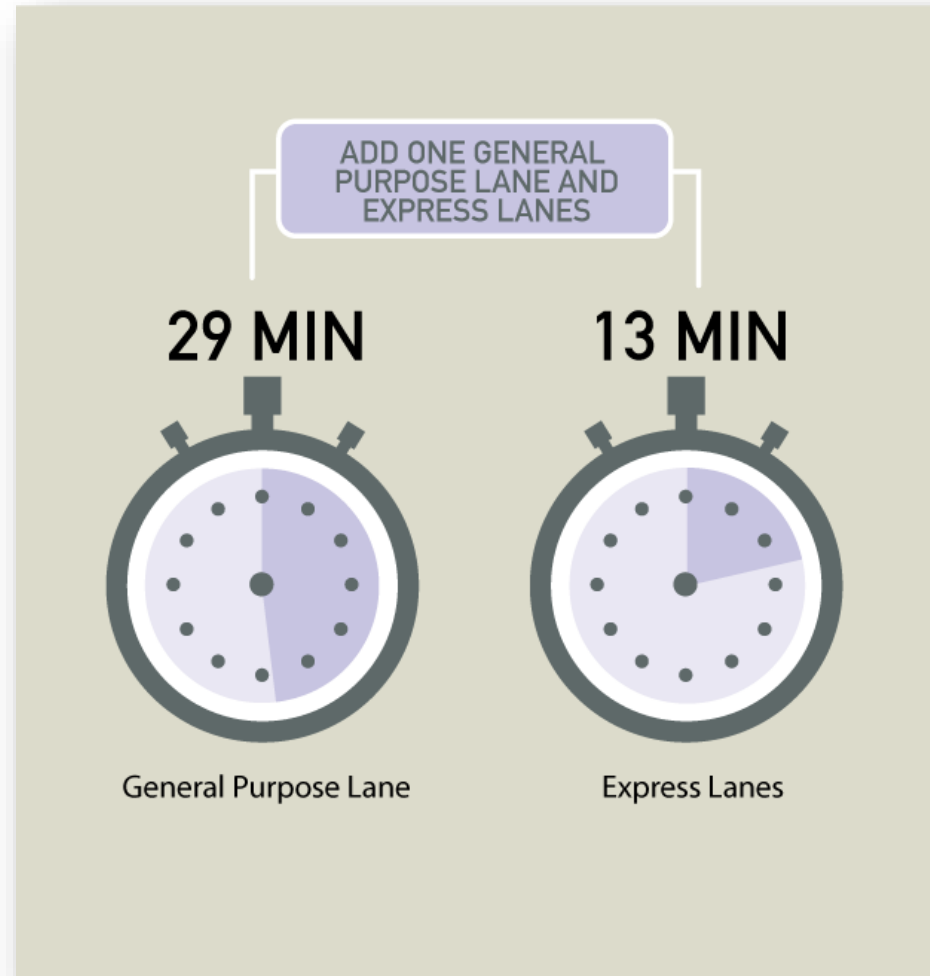 ADD ONE GENERAL
PURPOSE LANE AND
EXPRESS LANES
29 MIN
13 MIN
General Purpose Lane
Express Lanes